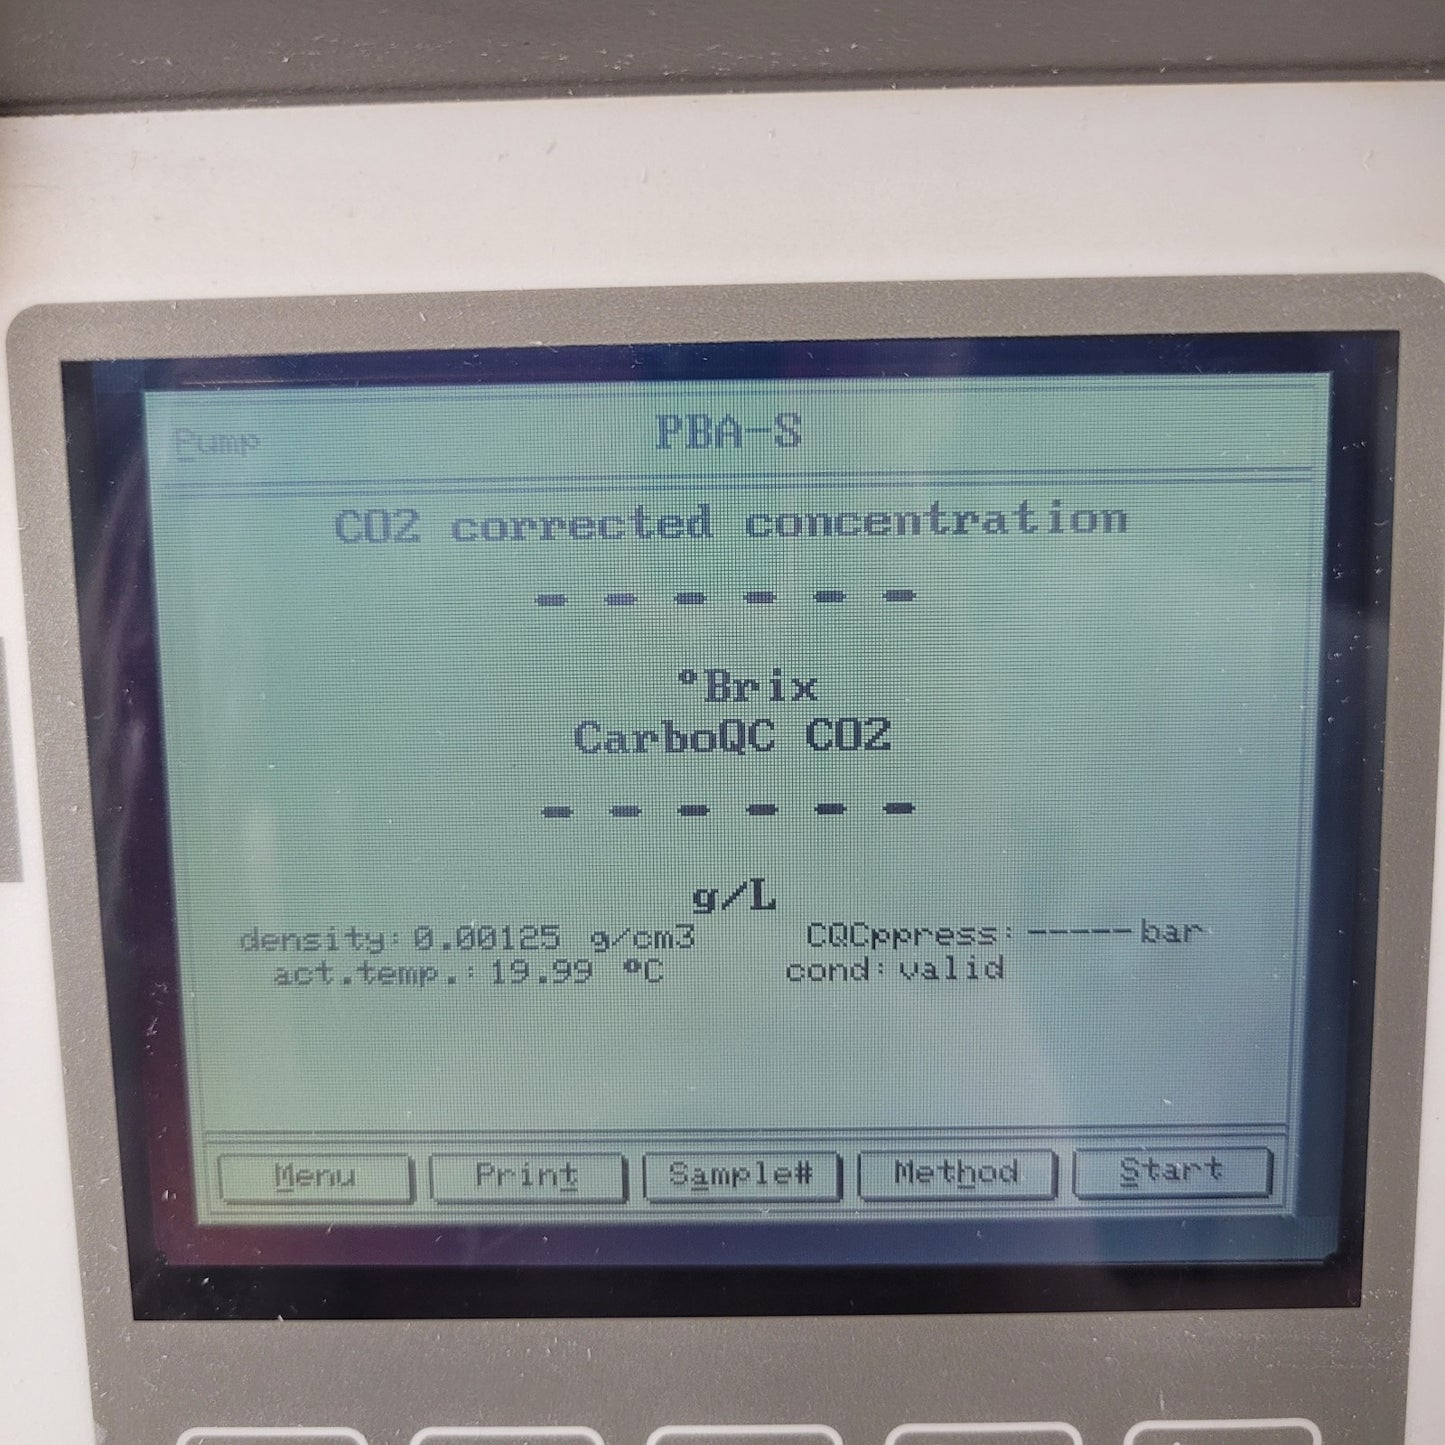 Pump PBA-S
CO2 corrected concentration
------
°Brix
CarboQC CO2
------
g/L
density: 0.00125 g/cm3 CQCppress: -----bar
act.temp.: 19.99 °C cond: valid
Menu Print Sample# Method Start